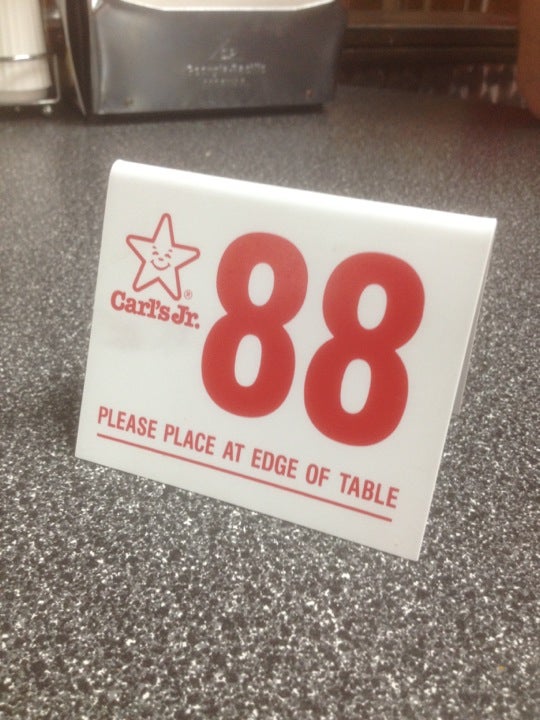 Carl's Jr.®
88
PLEASE PLACE AT EDGE OF TABLE